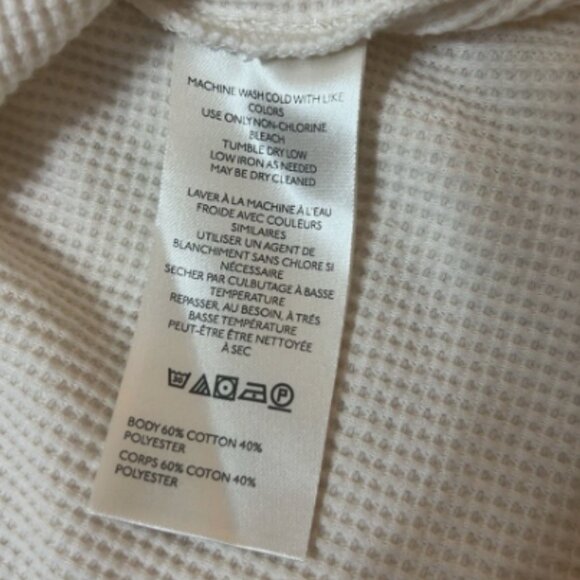 MACHINE WASH COLD WITH LIKE
COLORS
USE ONLY NON-CHLORINE
BLEACH
TUMBLE DRY LOW
LOW IRON AS NEEDED
MAY BE DRY CLEANED
LAVER À LA MACHINE À L'EAU
FROIDE AVEC COULEURS
SIMILAIRES
UTILISER UN AGENT DE
BLANCHIMENT SANS CHLORE SI
NÉCESSAIRE
SECHER PAR CULBUTAGE À BASSE
TEMPERATURE
REPASSER, AU BESOIN, À TRÉS
BASSE TEMPÉRATURE
PEUT-ÊTRE ÊTRE NETTOYÉE
À SEC
30 P
BODY 60% COTTON 40%
POLYESTER
CORPS 60% COTON 40%
POLYESTER